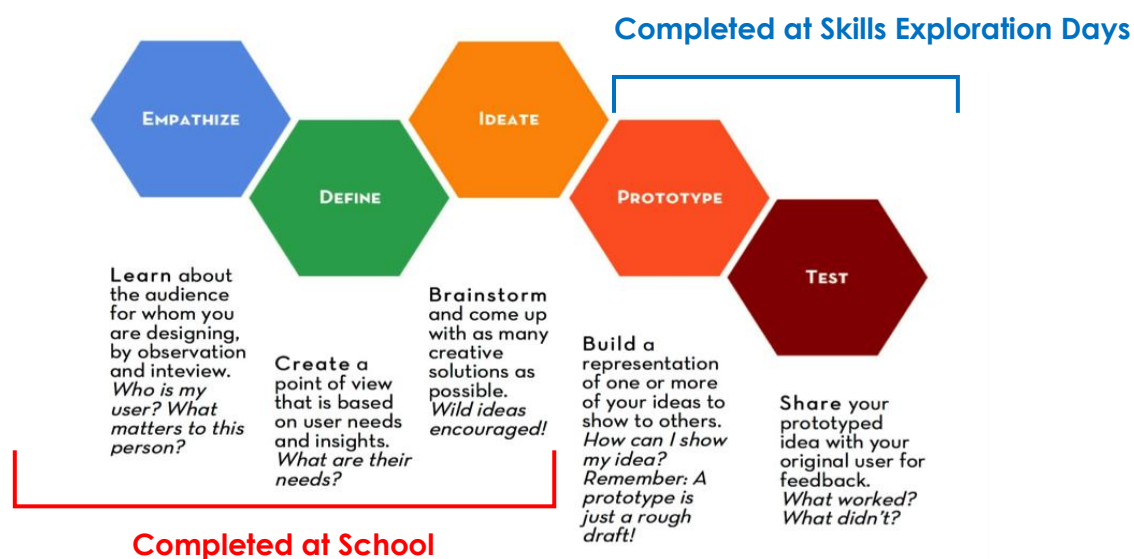 Completed at Skills Exploration Days
EMPATHIZE
DEFINE
IDEATE
PROTOTYPE
TEST
Learn about
the audience
for whom you
are designing,
by observation
and inteview.
Who is my
user? What
matters to this
person?
Create a
point of view
that is based
on user needs
and insights.
What are their
needs?
Brainstorm
and come up
with as many
creative
solutions as
possible.
Wild ideas
encouraged!
Build a
representation
of one or more
of your ideas to
show to others.
How can I show
my idea?
Remember: A
prototype is
just a rough
draft!
Share your
prototyped
idea with your
original user for
feedback.
What worked?
What didn't?
Completed at School